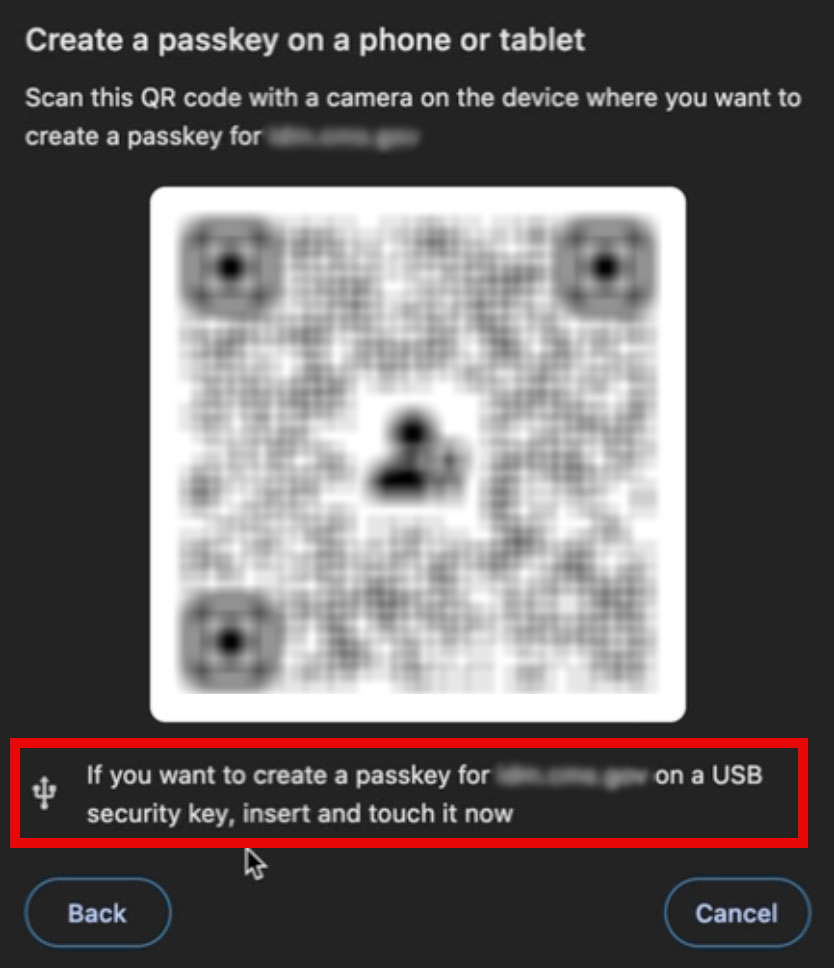 Create a passkey on a phone or tablet
Scan this QR code with a camera on the device where you want to
create a passkey for
If you want to create a passkey for on a USB
security key, insert and touch it now
Back
Cancel